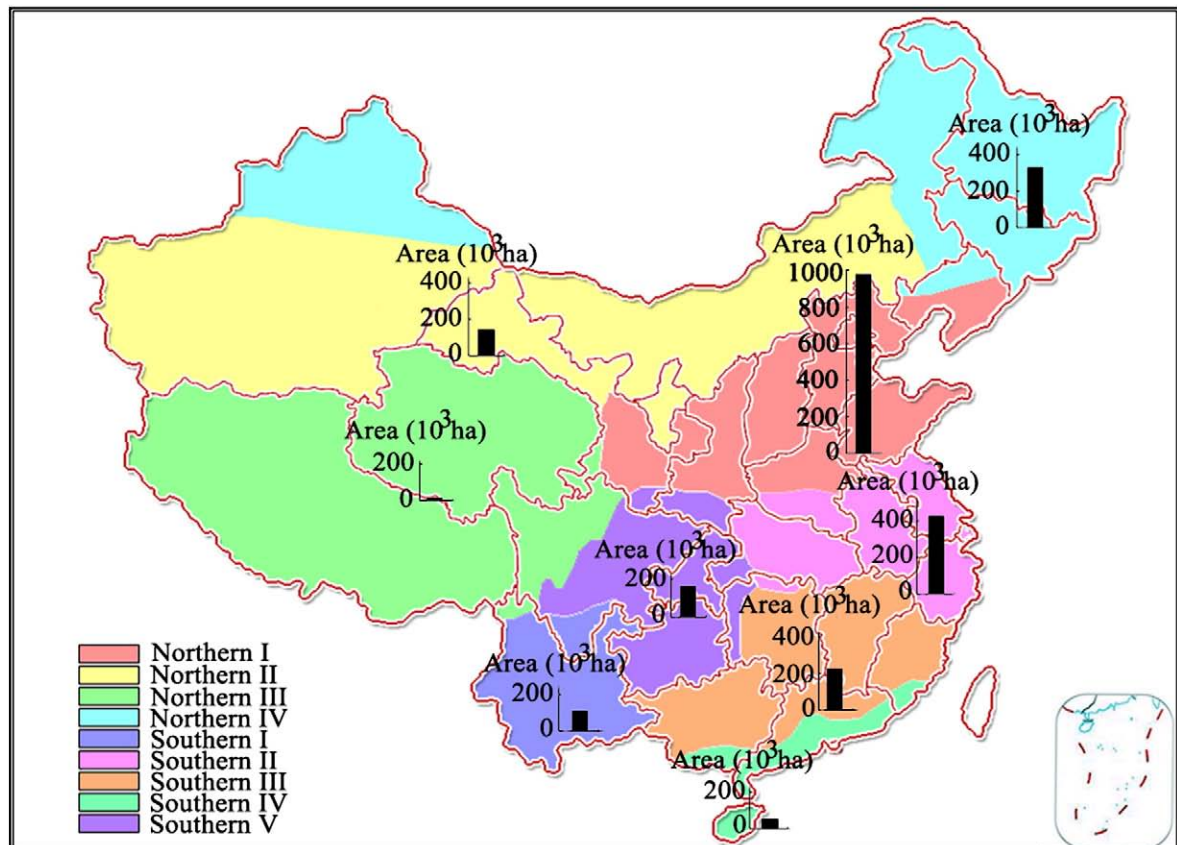 Area (10³ha)
400
200
0
Area (10³ha)
400
200
0
Area (10³ha)
1000
800
600
400
200
0
Area (10³ha)
200
0
Area (10³ha)
400
200
0
Area (10³ha)
200
0
Area (10³ha)
400
200
0
Area (10³ha)
200
0
Area (10³ha)
200
0
Northern I
Northern II
Northern III
Northern IV
Southern I
Southern II
Southern III
Southern IV
Southern V